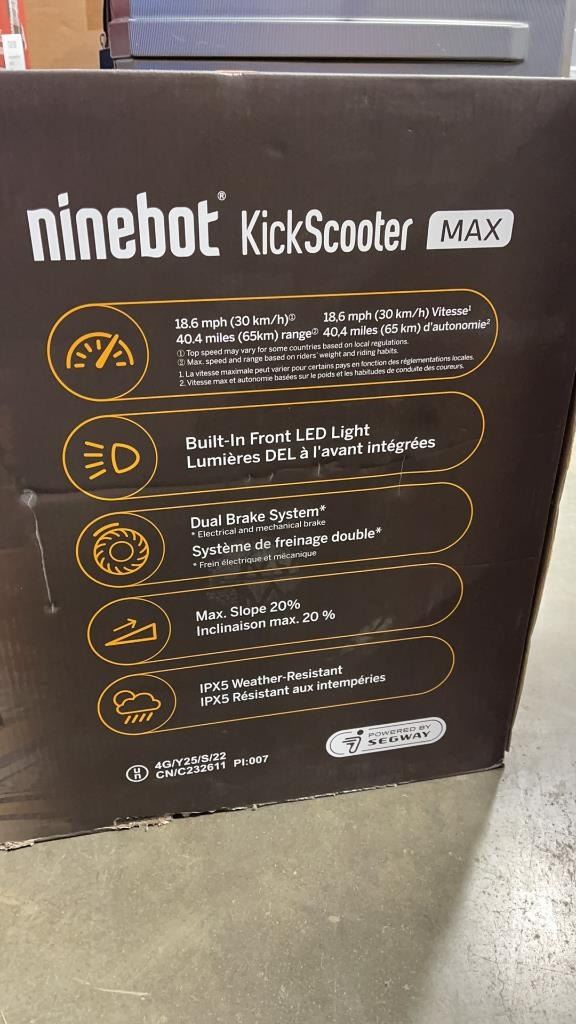 ninebot® KickScooter MAX
18.6 mph (30 km/h)① 18,6 mph (30 km/h) Vitesse¹
40.4 miles (65km) range② 40,4 miles (65 km) d'autonomie²
① Top speed may vary for some countries based on local regulations.
② Max. speed and range based on riders' weight and riding habits.
1. La vitesse maximale peut varier pour certains pays en fonction des réglementations locales.
2. Vitesse max et autonomie basées sur le poids et les habitudes de conduite des coureurs.
Built-In Front LED Light
Lumières DEL à l'avant intégrées
Dual Brake System*
* Electrical and mechanical brake
Système de freinage double*
* Frein électrique et mécanique
Max. Slope 20%
Inclinaison max. 20 %
IPX5 Weather-Resistant
IPX5 Résistant aux intempéries
POWERED BY
SEGWAY
u n
4G/Y25/S/22
CN/C232611 PI:007